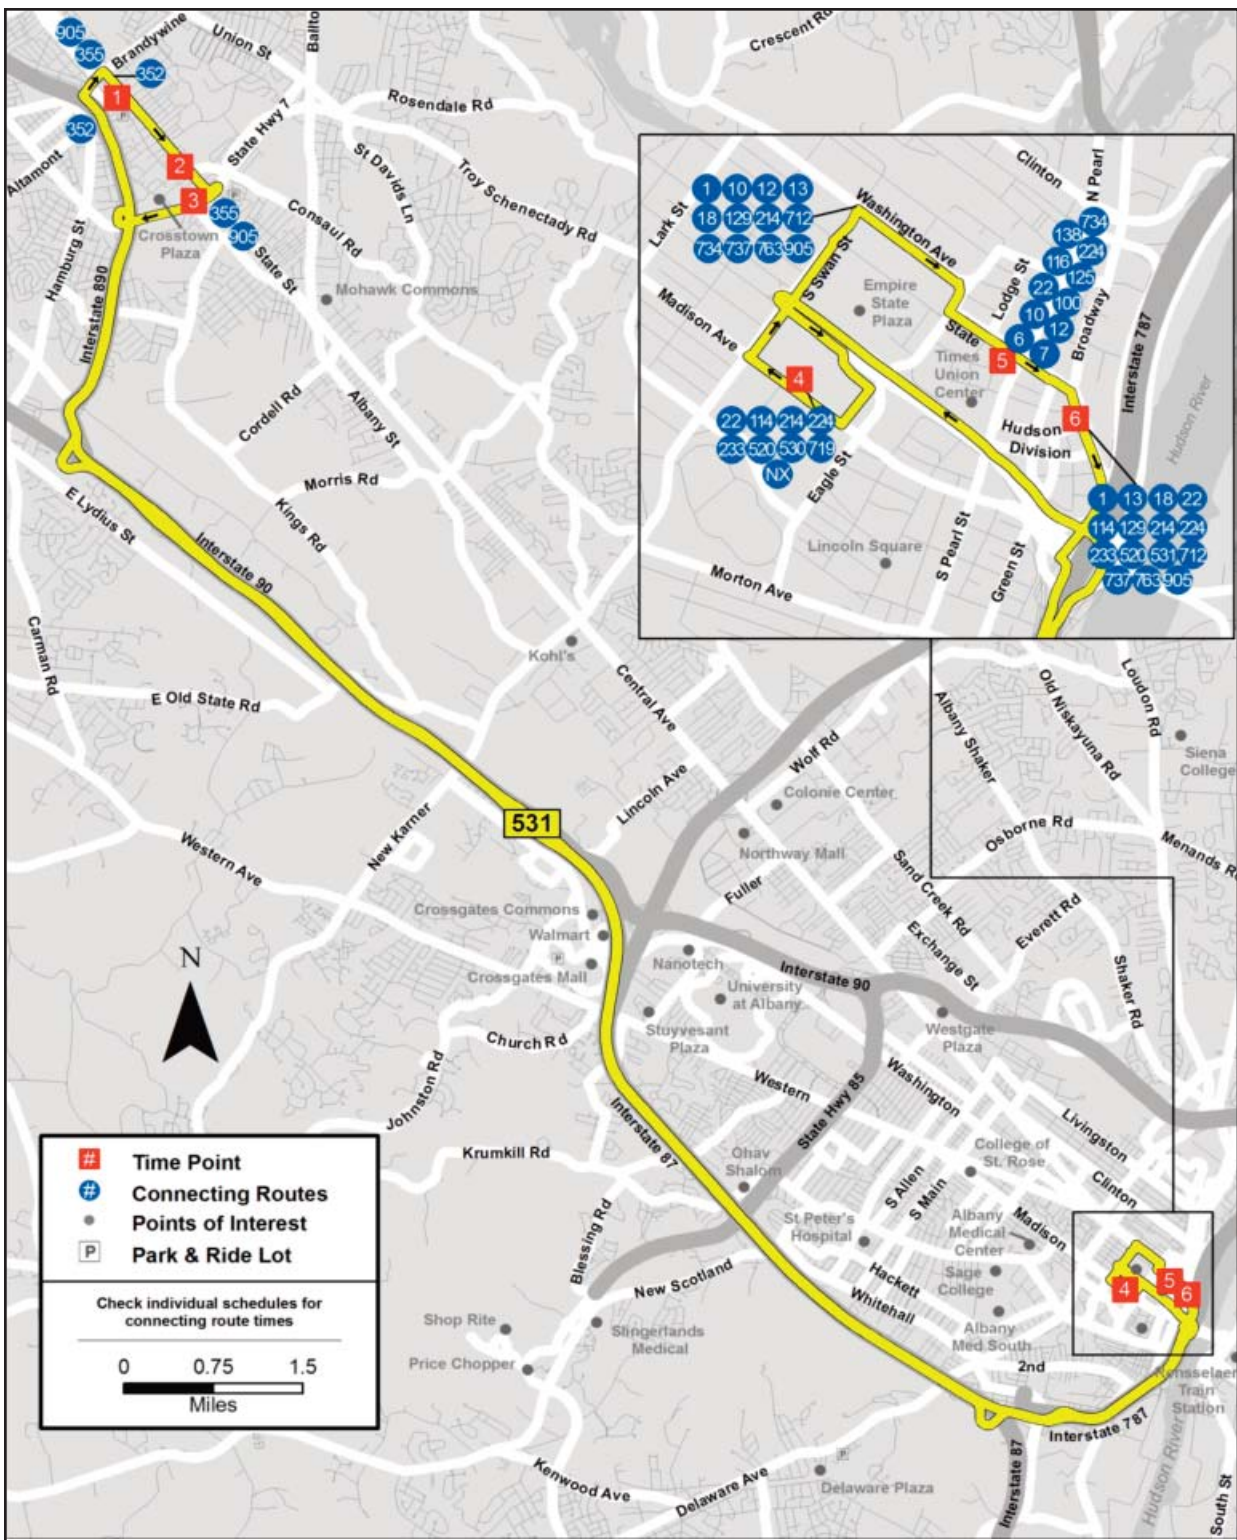 905
355
352
Brandywine
Union St
Ballto
Crescent Rd
1
P
Rosendale Rd
State Hwy 7
352
Altamont
2
3
P
355
905
St Davids Ln
Troy Schenectady Rd
Consaul Rd
Crosstown
Plaza
Hamburg St
State St
Mohawk Commons
Interstate 890
Cordell Rd
Albany St
Morris Rd
Kings Rd
E Lydius St
Interstate 90
Carman Rd
Kohl's
E Old State Rd
Central Ave
Clinton
N Pearl
1 10 12 13
18 129 214 712
734 737 763 905
Lark St
Washington Ave
S Swan St
Madison Ave
Empire
State
Plaza
Lodge St
State
734
138
224
116
125
22
100
10
12
6
7
Broadway
Interstate 787
Hudson River
Times
Union
Center
5
4
6
22 114 214 224
233 520 530 719
NX
Eagle St
Hudson
Division
1 13 18 22
114 129 214 224
233 520 531 712
737 763 905
Lincoln Square
S Pearl St
Green St
Morton Ave
Albany Shaker
Old Niskayuna Rd
Loudon Rd
Siena
College
Wolf Rd
Lincoln Ave
Colonie Center
Northway Mall
Osborne Rd
Menands Rd
New Karner
531
Western Ave
Fuller
Sand Creek Rd
Everett Rd
Exchange St
Shaker Rd
Crossgates Commons
Walmart
P
Crossgates Mall
Nanotech
Interstate 90
University
at Albany
Stuyvesant
Plaza
Westgate
Plaza
N
Church Rd
Johnston Rd
Western
State Hwy 85
Washington
Interstate 87
Livingston
Krumkill Rd
Ohav
Shalom
College of
St. Rose
S Allen
S Main
Clinton
Madison
Blessing Rd
St Peter's
Hospital
Albany
Medical
Center
New Scotland
Hackett
Whitehall
Sage
College
4
5
6
Shop Rite
Slingerlands
Medical
Price Chopper
Albany
Med South
2nd
Rensselaer
Train
Station
Interstate 787
Interstate 87
Hudson River
Kenwood Ave
Delaware Ave
P
Delaware Plaza
South St
# Time Point
# Connecting Routes
Points of Interest
P Park & Ride Lot
Check individual schedules for
connecting route times
0 0.75 1.5
Miles